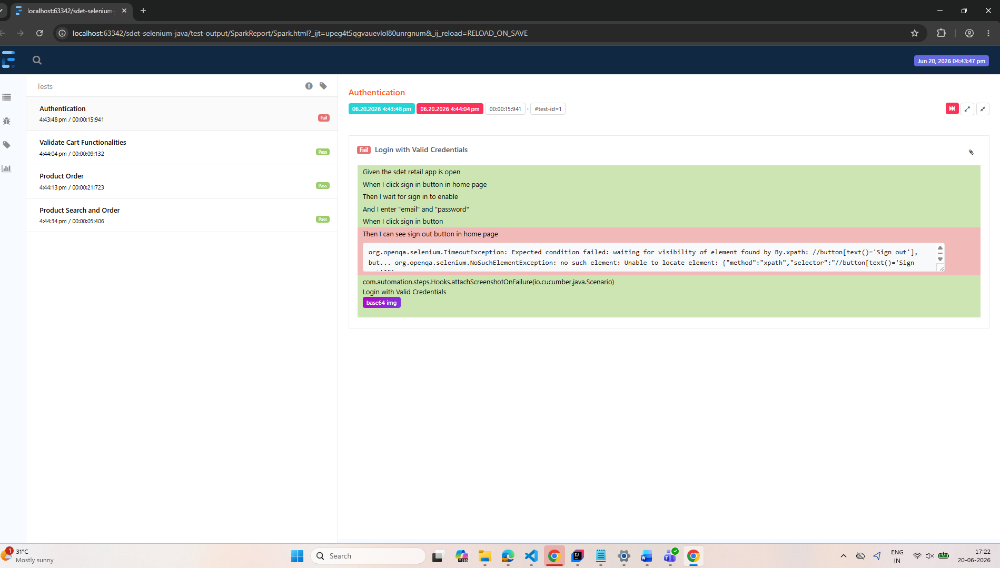 localhost:63342/sdet-selenium-
localhost:63342/sdet-selenium-java/test-output/SparkReport/Spark.html?_ijt=upeg4t5qgvauevlol80unrgnum&_ij_reload=RELOAD_ON_SAVE
Jun 20, 2026 04:43:47 pm
Tests
Authentication
4:43:48 pm / 00:00:15:941
Fail
Validate Cart Functionalities
4:44:04 pm / 00:00:09:132
Pass
Product Order
4:44:13 pm / 00:00:21:723
Pass
Product Search and Order
4:44:34 pm / 00:00:05:406
Pass
Authentication
06.20.2026 4:43:48 pm 06.20.2026 4:44:04 pm 00:00:15:941 · #test-id=1
Fail Login with Valid Credentials
Given the sdet retail app is open
When I click sign in button in home page
Then I wait for sign in to enable
And I enter "email" and "password"
When I click sign in button
Then I can see sign out button in home page
org.openqa.selenium.TimeoutException: Expected condition failed: waiting for visibility of element found by By.xpath: //button[text()='Sign out'],
but... org.openqa.selenium.NoSuchElementException: no such element: Unable to locate element: {"method":"xpath","selector":"//button[text()='Sign
com.automation.steps.Hooks.attachScreenshotOnFailure(io.cucumber.java.Scenario)
Login with Valid Credentials
base64 img
1
31°C
Mostly sunny
Search
M365
ENG
IN
17:22
20-06-2026